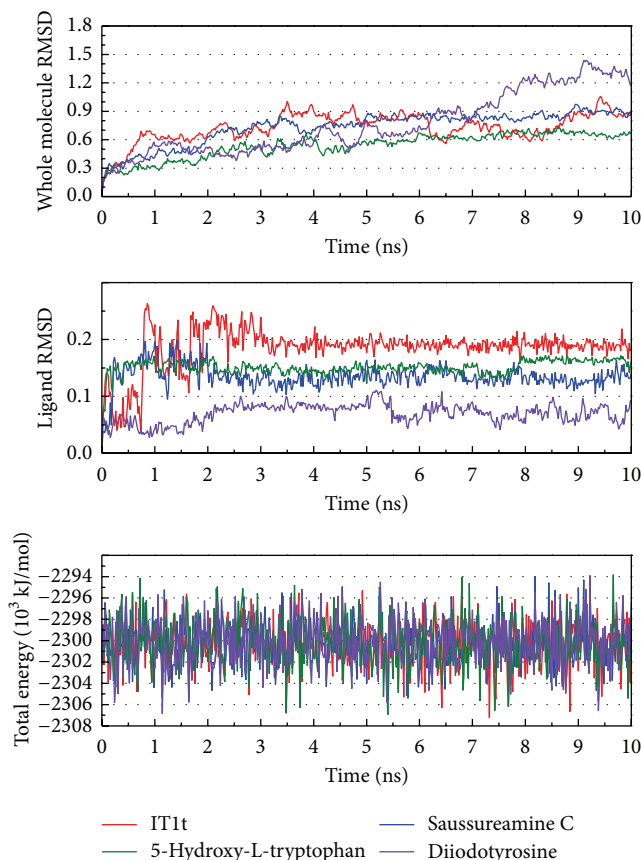 Whole molecule RMSD
1.8
1.5
1.2
0.9
0.6
0.3
0.0
0 1 2 3 4 5 6 7 8 9 10
Time (ns)
Ligand RMSD
0.2
0.1
0.0
0 1 2 3 4 5 6 7 8 9 10
Time (ns)
Total energy (10³ kJ/mol)
−2294
−2296
−2298
−2300
−2302
−2304
−2306
−2308
0 1 2 3 4 5 6 7 8 9 10
Time (ns)
IT1t
5-Hydroxy-L-tryptophan
Saussureamine C
Diiodotyrosine